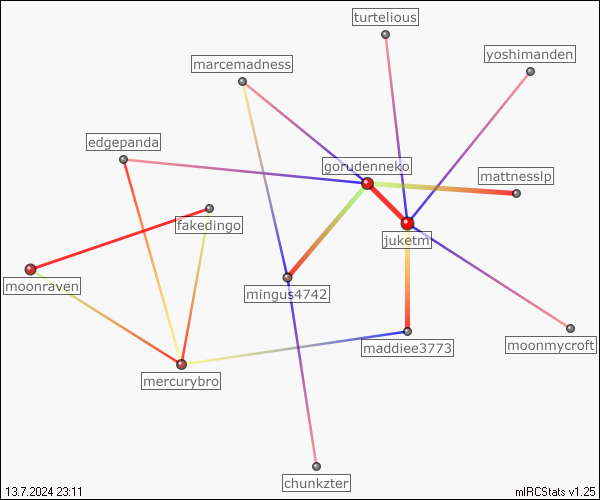 turtelious
yoshimanden
marcemadness
edgepanda
gorudenneko
mattnesslp
fakedingo
juketm
moonraven
mingus4742
moonmycroft
maddiee3773
mercurybro
chunkzter
13.7.2024 23:11
mIRCStats v1.25